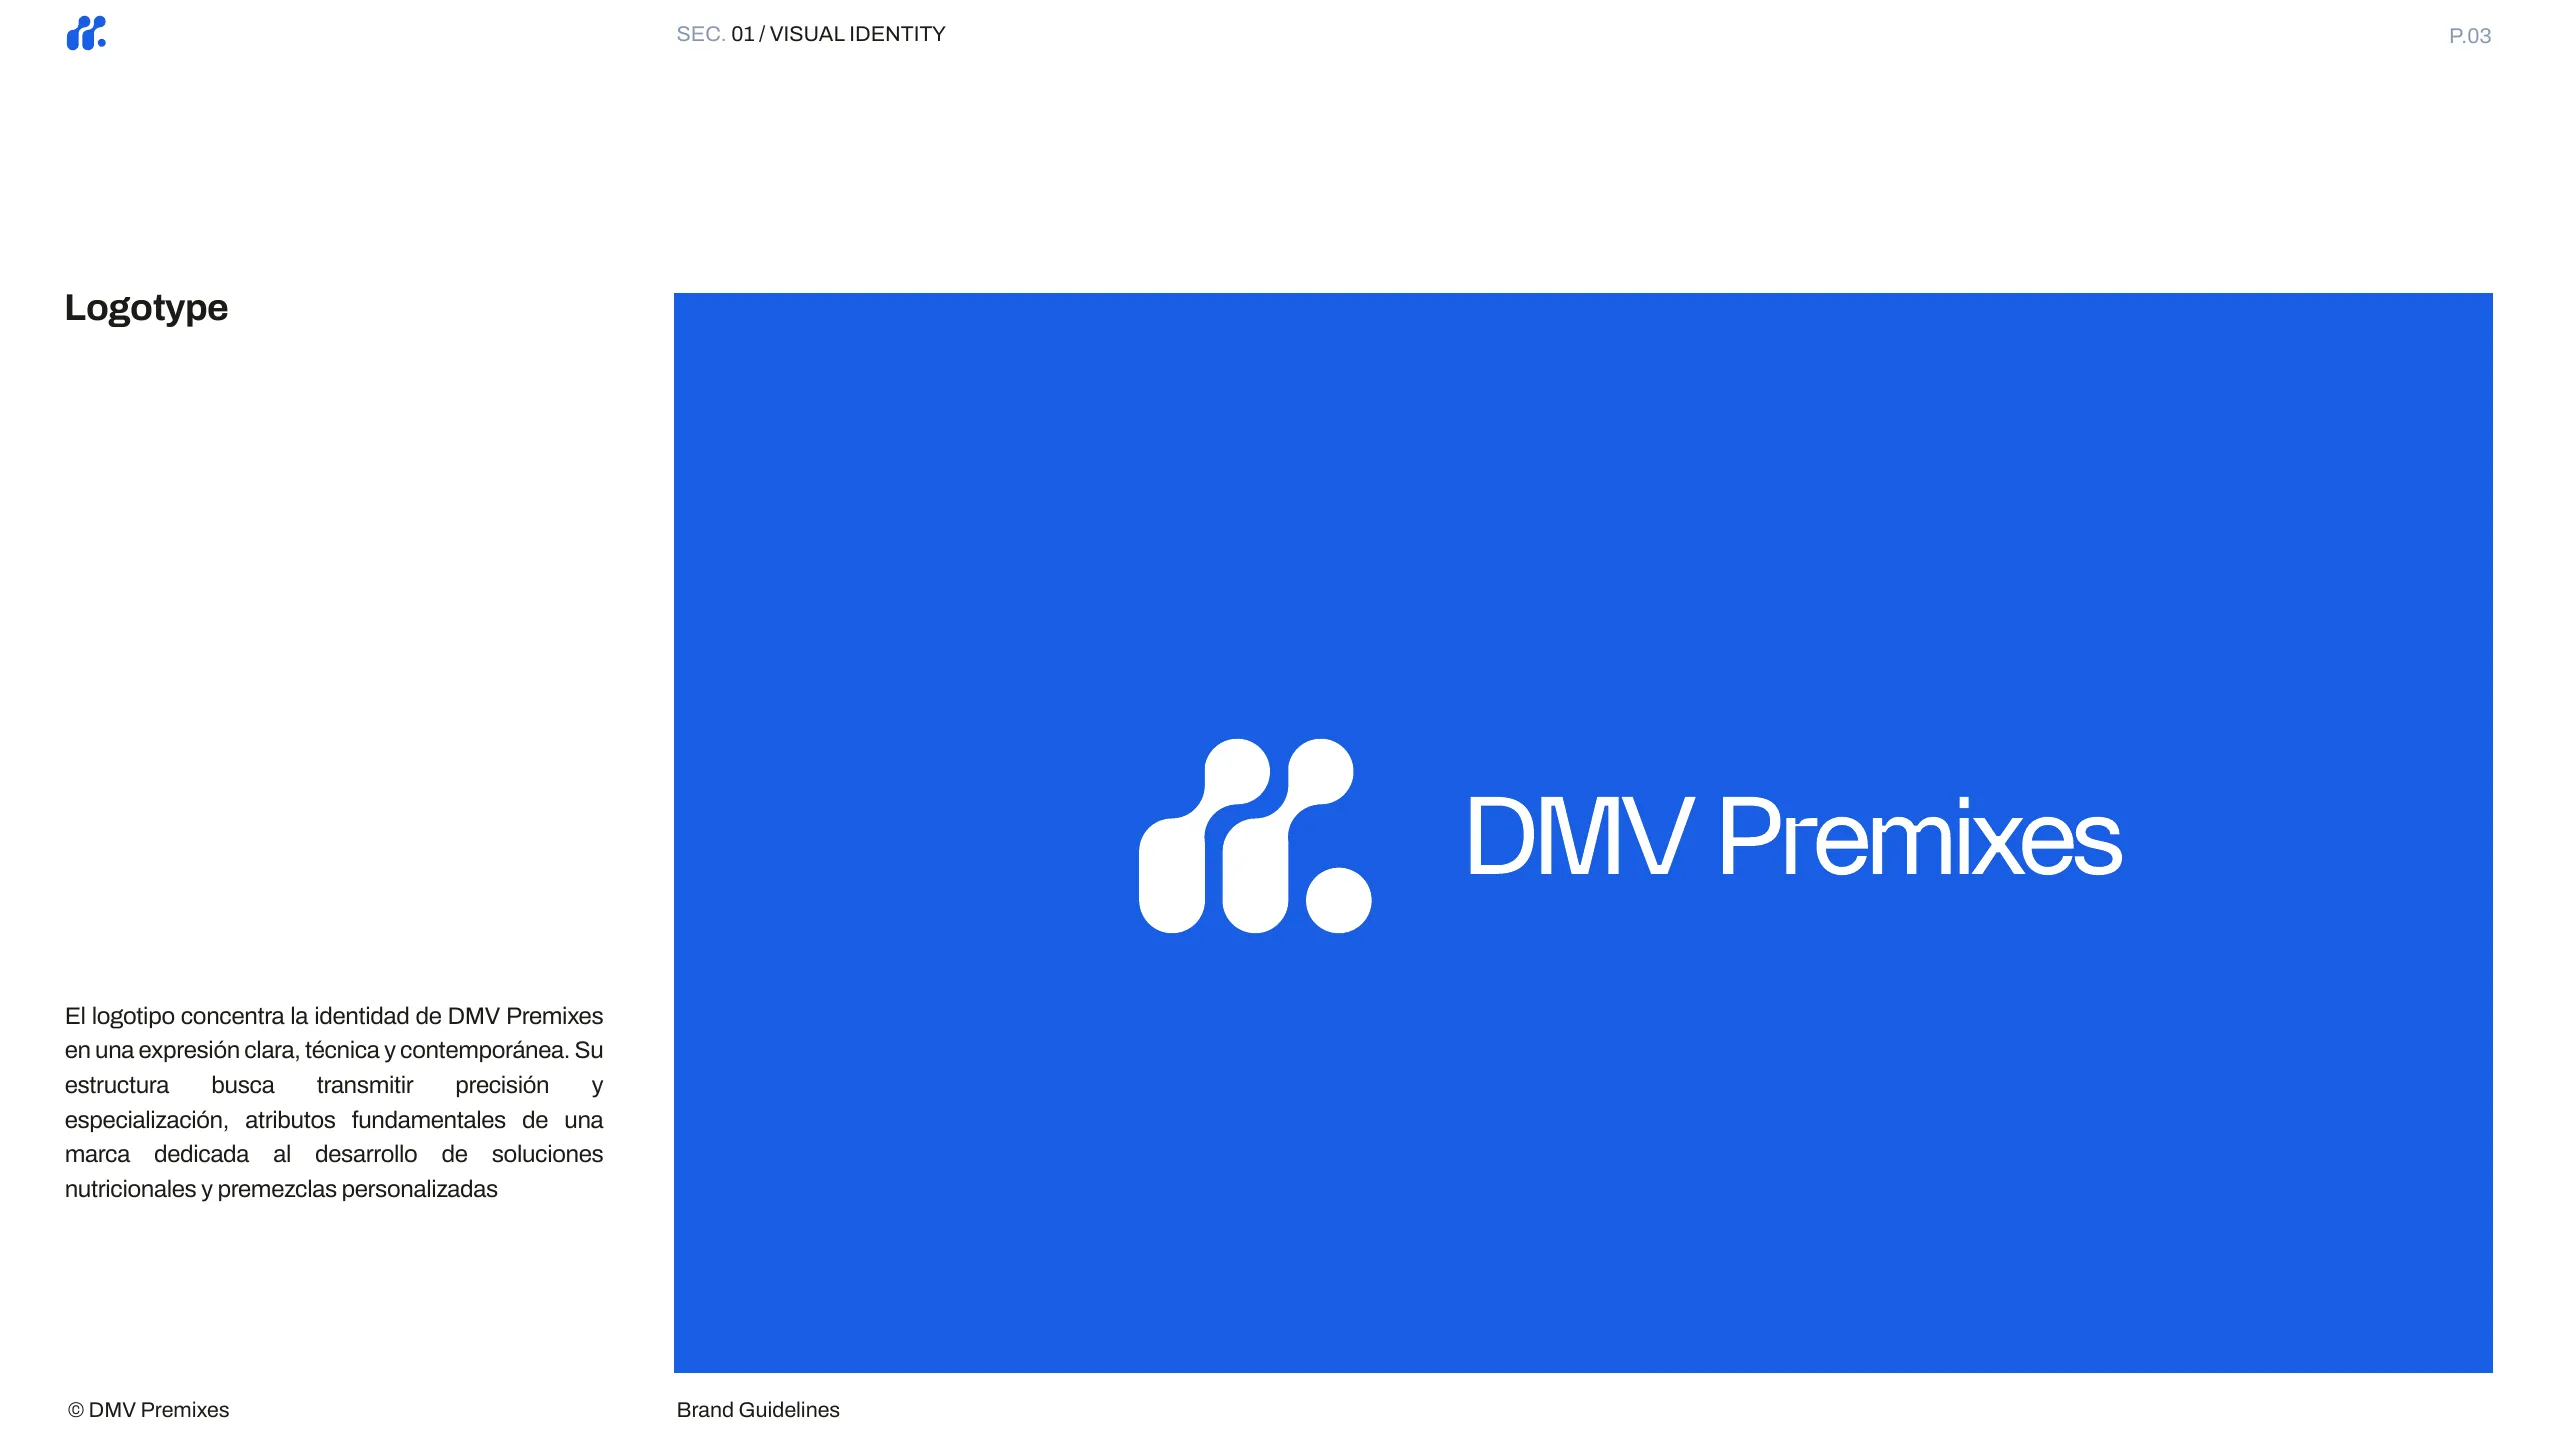 SEC. 01 / VISUAL IDENTITY
P.03
Logotype
DMV Premixes
El logotipo concentra la identidad de DMV Premixes
en una expresión clara, técnica y contemporánea. Su
estructura busca transmitir precisión y
especialización, atributos fundamentales de una
marca dedicada al desarrollo de soluciones
nutricionales y premezclas personalizadas
© DMV Premixes
Brand Guidelines